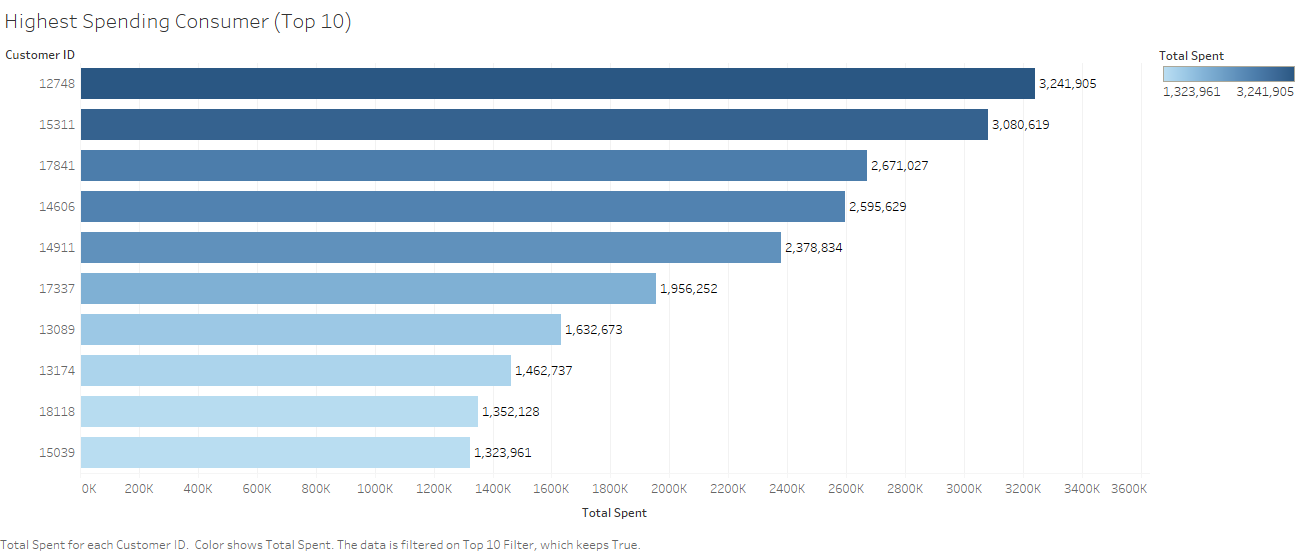 Highest Spending Consumer (Top 10)
Customer ID
Total Spent
12748 3,241,905
1,323,961 3,241,905
15311 3,080,619
17841 2,671,027
14606 2,595,629
14911 2,378,834
17337 1,956,252
13089 1,632,673
13174 1,462,737
18118 1,352,128
15039 1,323,961
0K 200K 400K 600K 800K 1000K 1200K 1400K 1600K 1800K 2000K 2200K 2400K 2600K 2800K 3000K 3200K 3400K 3600K
Total Spent
Total Spent for each Customer ID.  Color shows Total Spent. The data is filtered on Top 10 Filter, which keeps True.